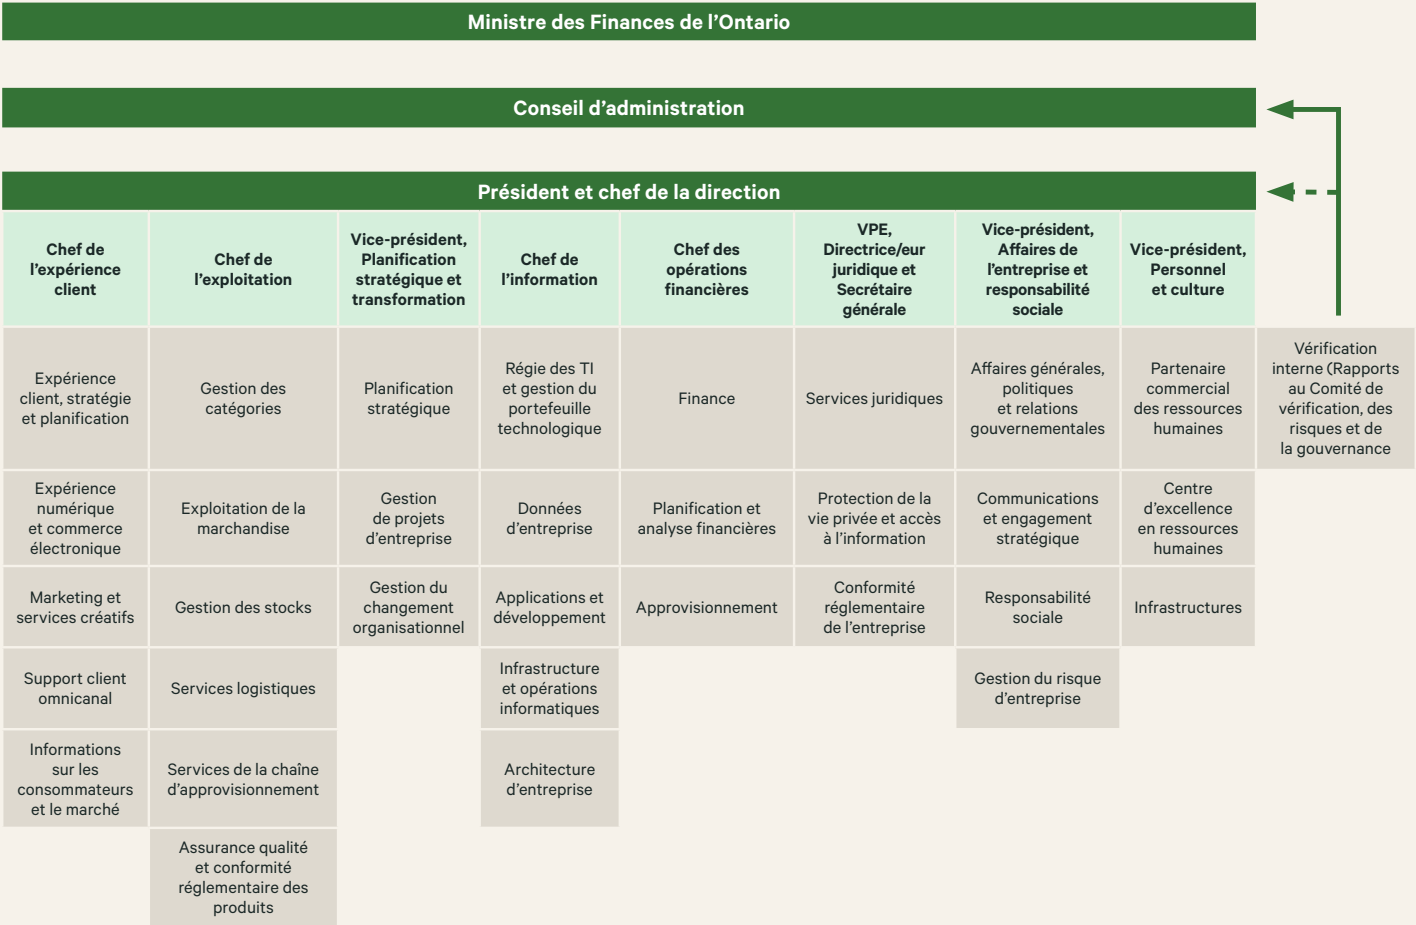 Ministre des Finances de l’Ontario
Conseil d’administration
Président et chef de la direction
Chef de
l’expérience
client
Chef de
l’exploitation
Vice-président,
Planification
stratégique et
transformation
Chef de
l’information
Chef des
opérations
financières
VPE,
Directrice/eur
juridique et
Secrétaire
générale
Vice-président,
Affaires de
l’entreprise et
responsabilité
sociale
Vice-président,
Personnel
et culture
Expérience
client, stratégie
et planification
Gestion des
catégories
Planification
stratégique
Régie des TI
et gestion du
portefeuille
technologique
Finance
Services juridiques
Affaires générales,
politiques
et relations
gouvernementales
Partenaire
commercial
des ressources
humaines
Vérification
interne (Rapports
au Comité de
vérification, des
risques et de
la gouvernance
Expérience
numérique
et commerce
électronique
Exploitation de la
marchandise
Gestion
de projets
d’entreprise
Données
d’entreprise
Planification et
analyse financières
Protection de la
vie privée et accès
à l’information
Communications
et engagement
stratégique
Centre
d’excellence
en ressources
humaines
Marketing et
services créatifs
Gestion des stocks
Gestion du
changement
organisationnel
Applications et
développement
Approvisionnement
Conformité
réglementaire
de l’entreprise
Responsabilité
sociale
Infrastructures
Support client
omnicanal
Services logistiques
Infrastructure
et opérations
informatiques
Gestion du risque
d’entreprise
Informations
sur les
consommateurs
et le marché
Services de la chaîne
d’approvisionnement
Architecture
d’entreprise
Assurance qualité
et conformité
réglementaire des
produits